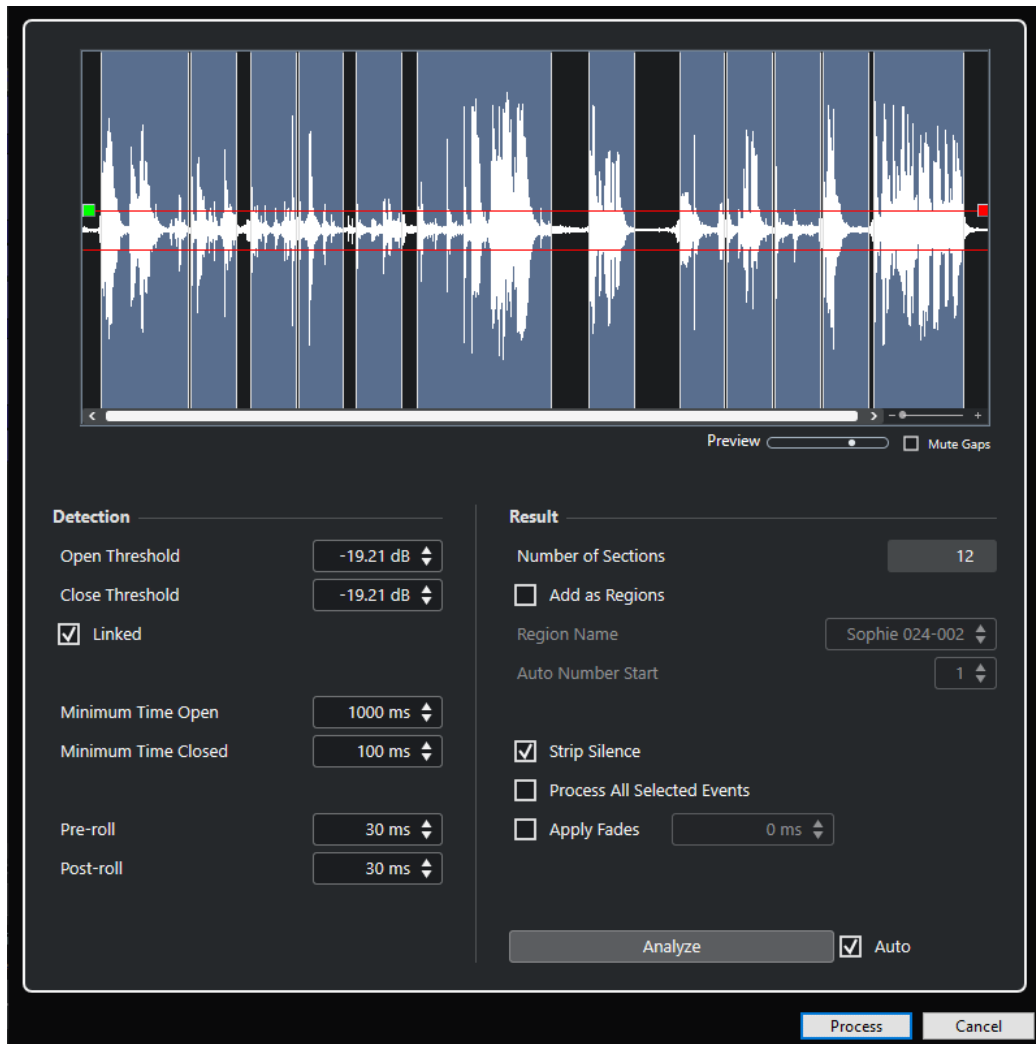 Preview Mute Gaps
Detection
Open Threshold -19.21 dB
Close Threshold -19.21 dB
Linked
Minimum Time Open 1000 ms
Minimum Time Closed 100 ms
Pre-roll 30 ms
Post-roll 30 ms
Result
Number of Sections 12
Add as Regions
Region Name Sophie 024-002
Auto Number Start 1
Strip Silence
Process All Selected Events
Apply Fades 0 ms
Analyze Auto
Process Cancel